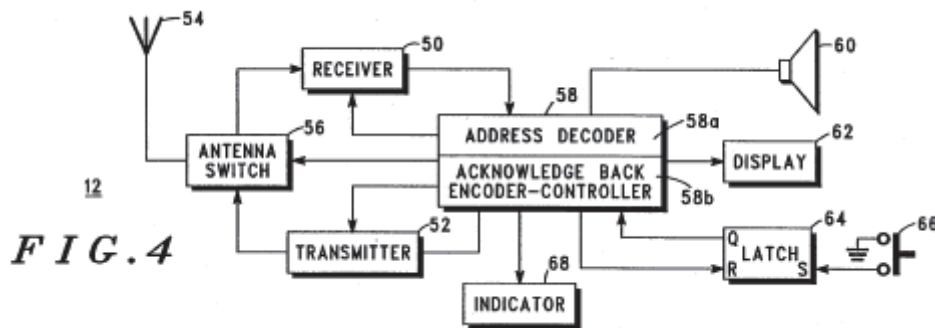 54
50
RECEIVER
60
58
ADDRESS DECODER
58a
56
ANTENNA
SWITCH
62
DISPLAY
ACKNOWLEDGE BACK
ENCODER-CONTROLLER
58b
12
52
TRANSMITTER
64
Q
LATCH
R
S
66
FIG.4
68
INDICATOR